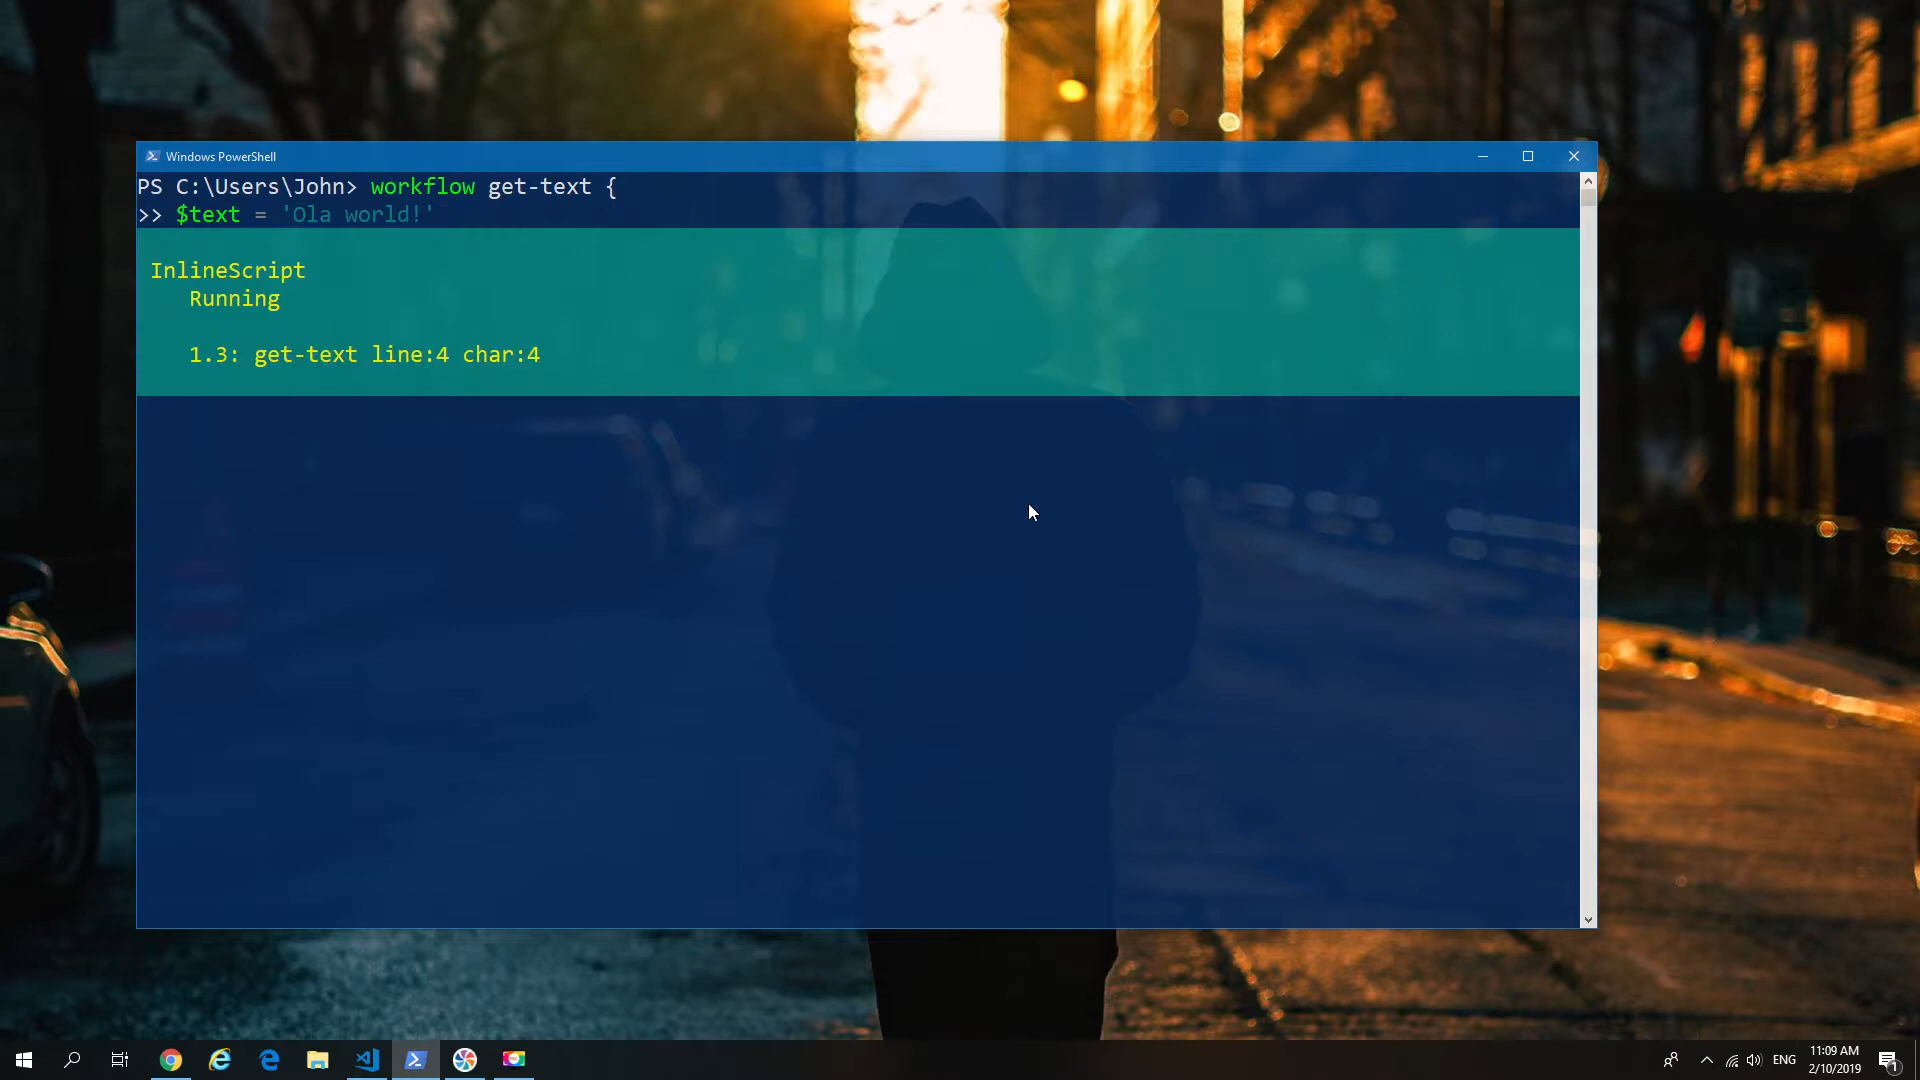 Windows PowerShell
PS C:\Users\John> workflow get-text {
>> $text = 'Ola world!'
InlineScript
Running
1.3: get-text line:4 char:4
ENG
11:09 AM
2/10/2019
1